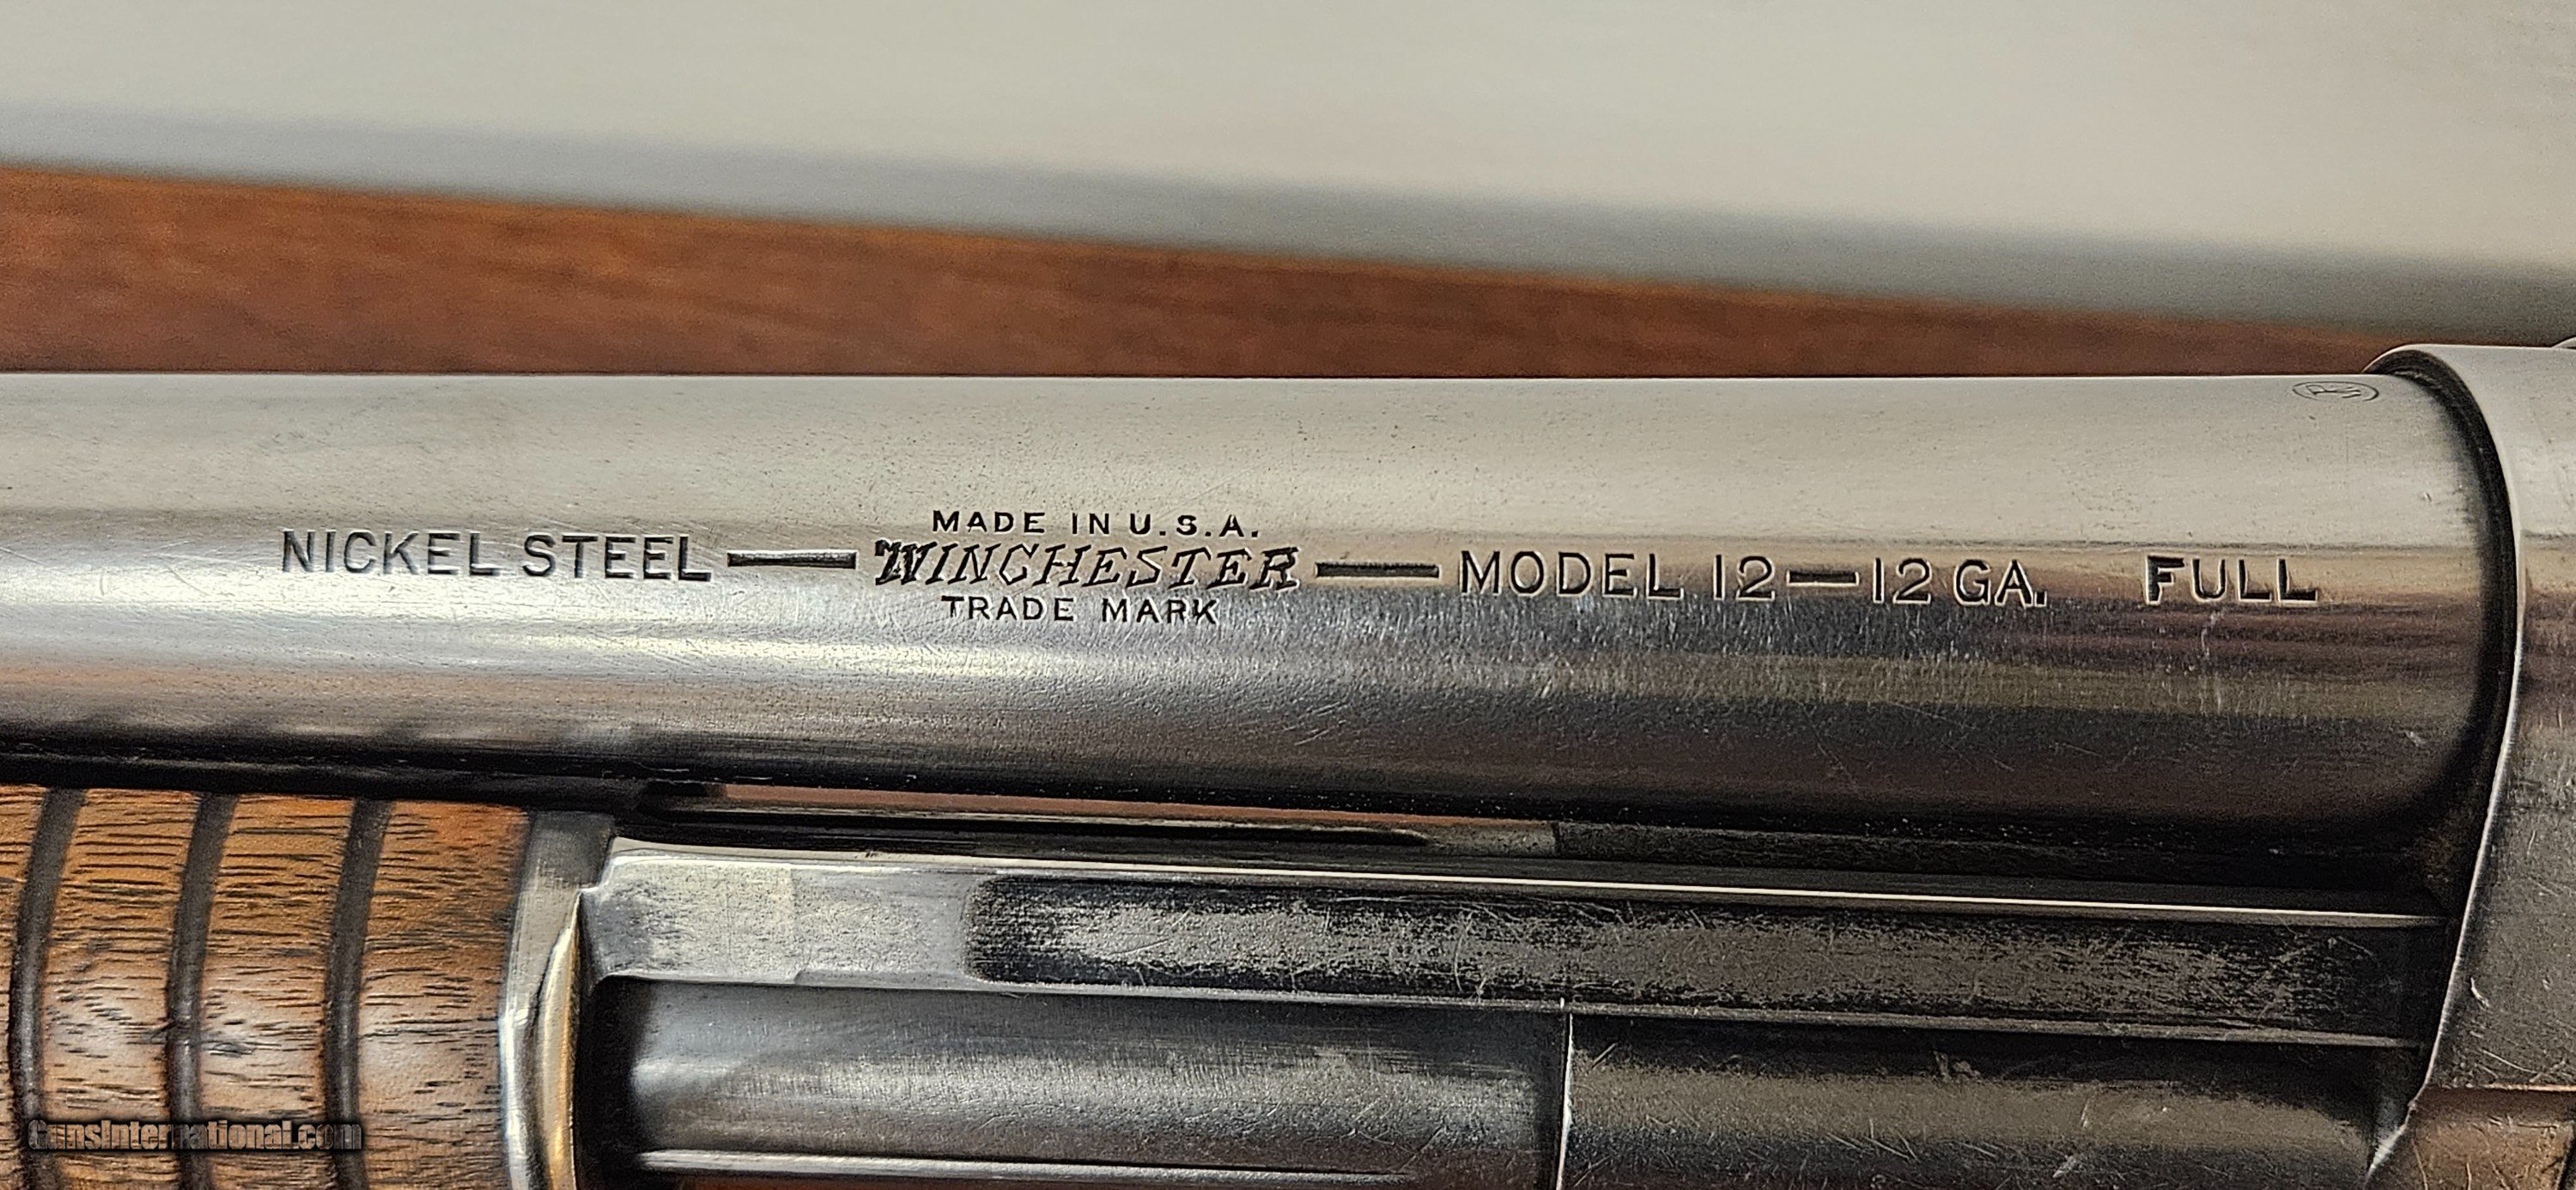 MADE IN U.S.A.
NICKEL STEEL — WINCHESTER — MODEL 12 — 12 GA. FULL
TRADE MARK
GunsInternational.com